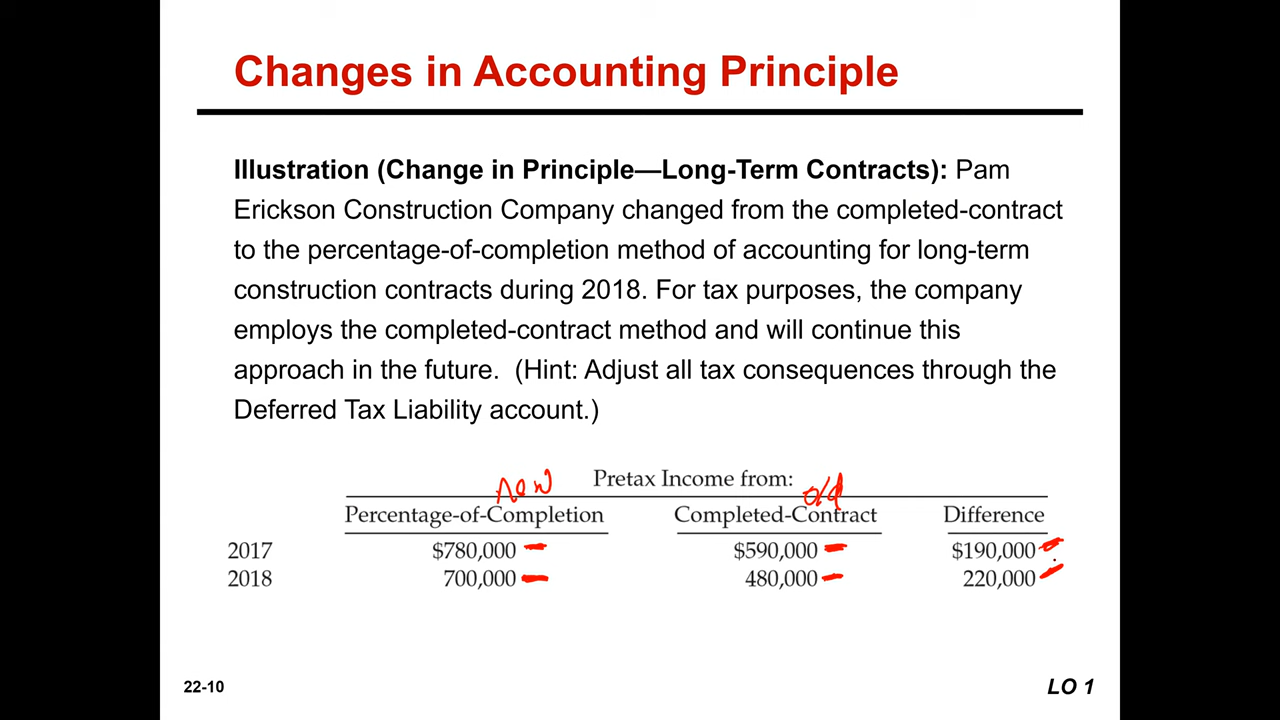 Changes in Accounting Principle
Illustration (Change in Principle—Long-Term Contracts): Pam
Erickson Construction Company changed from the completed-contract
to the percentage-of-completion method of accounting for long-term
construction contracts during 2018. For tax purposes, the company
employs the completed-contract method and will continue this
approach in the future. (Hint: Adjust all tax consequences through the
Deferred Tax Liability account.)
new Pretax Income from: old
Percentage-of-Completion Completed-Contract Difference
2017 $780,000 $590,000 $190,000
2018 700,000 480,000 220,000
22-10 LO 1